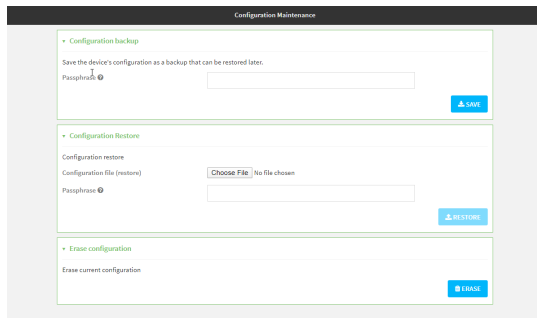 Configuration Maintenance
Configuration backup
Save the device's configuration as a backup that can be restored later.
Passphrase
SAVE
Configuration Restore
Configuration restore
Configuration file (restore) Choose File No file chosen
Passphrase
RESTORE
Erase configuration
Erase current configuration
ERASE